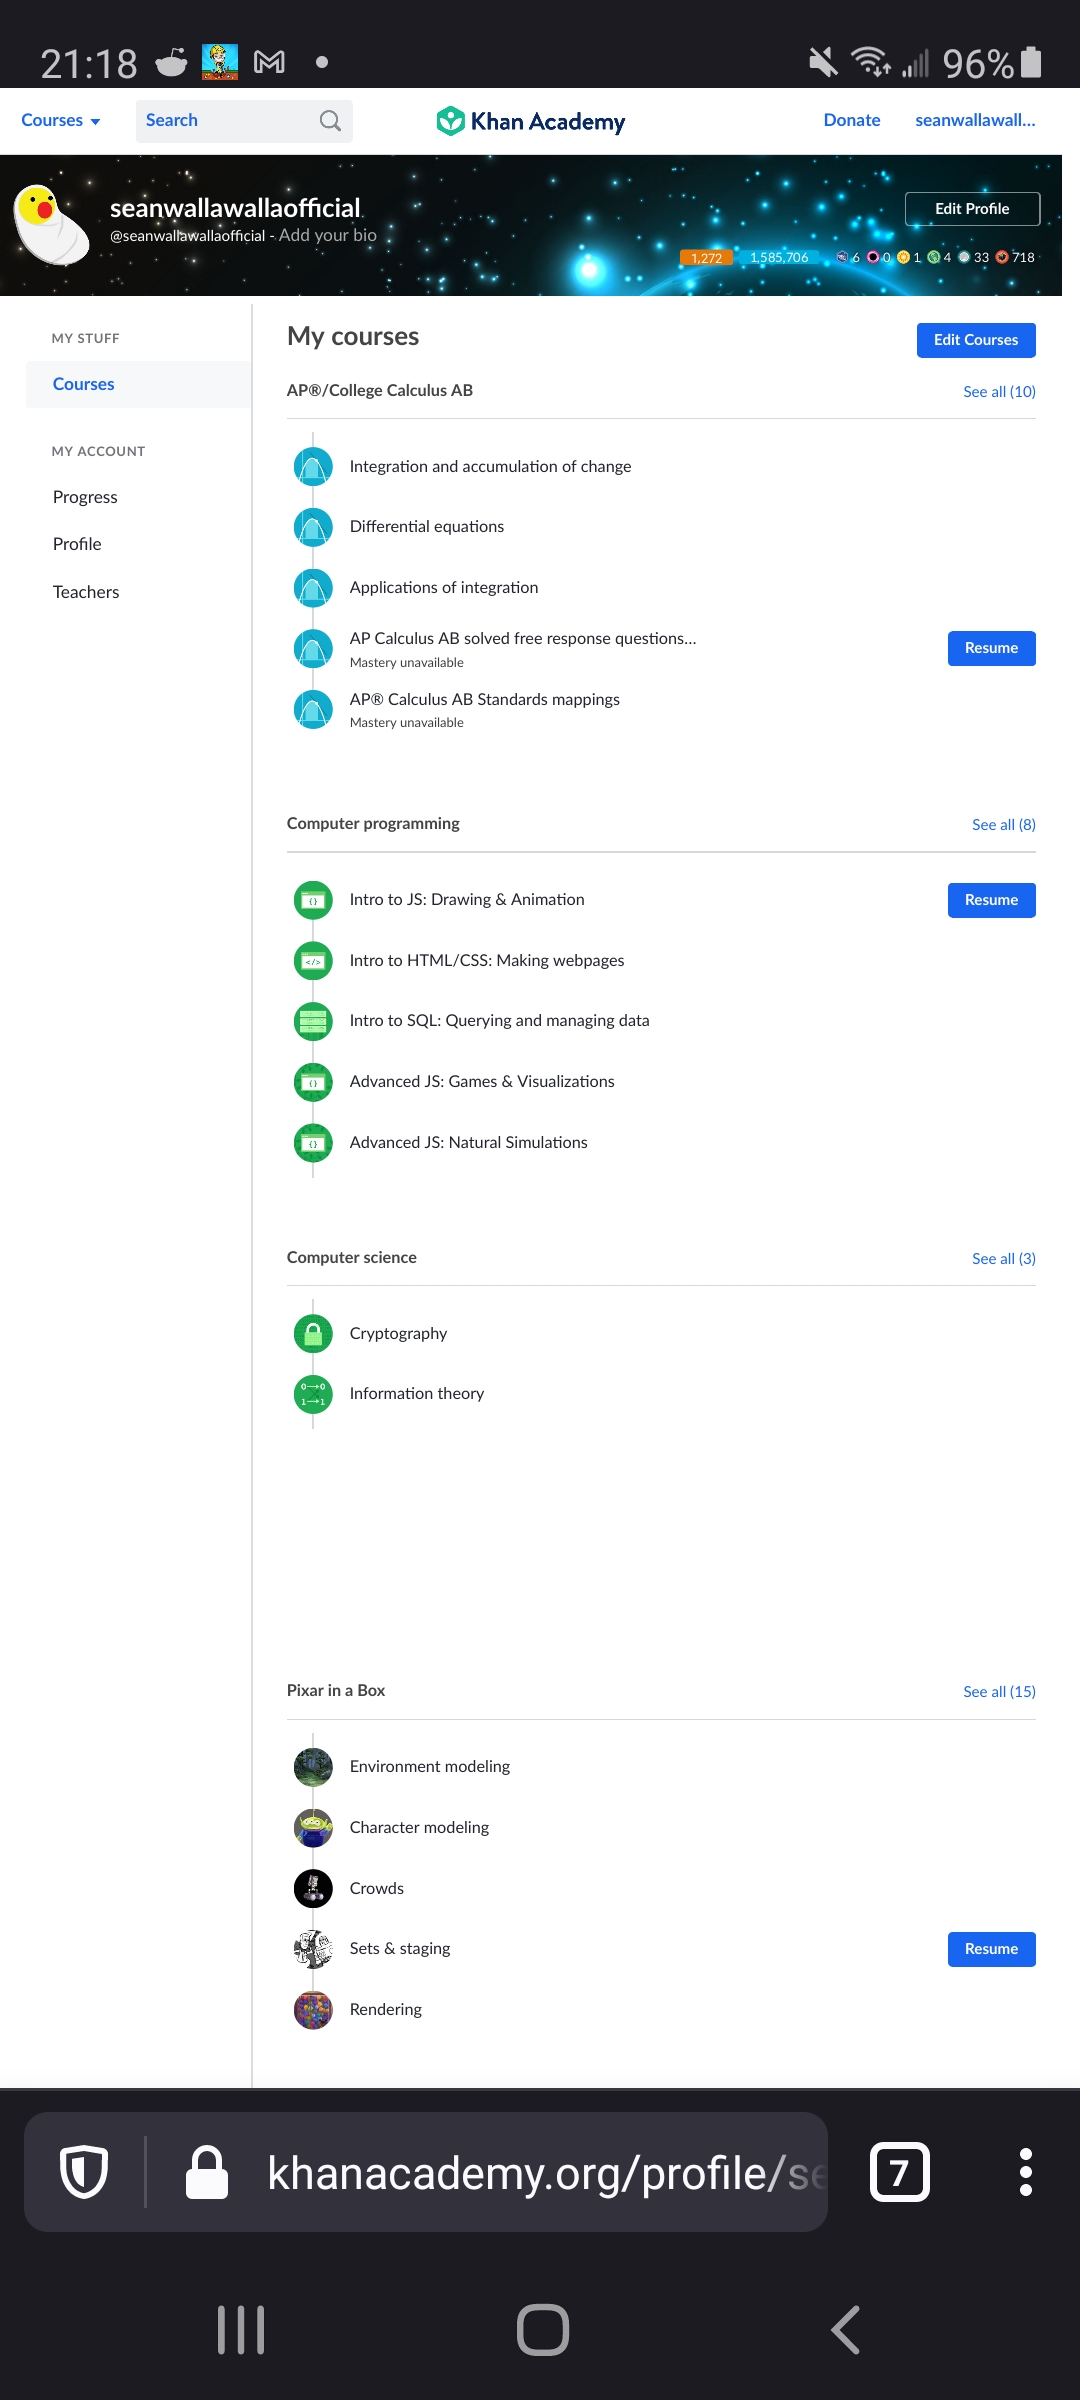 21:18
96%
Courses
Search
Khan Academy
Donate
seanwallawall...
seanwallawallaofficial
@seanwallawallaofficial - Add your bio
Edit Profile
1,272
1,585,706
6
0
1
4
33
718
MY STUFF
Courses
MY ACCOUNT
Progress
Profile
Teachers
My courses
Edit Courses
AP®/College Calculus AB
See all (10)
Integration and accumulation of change
Differential equations
Applications of integration
AP Calculus AB solved free response questions...
Mastery unavailable
Resume
AP® Calculus AB Standards mappings
Mastery unavailable
Computer programming
See all (8)
Intro to JS: Drawing & Animation
Resume
Intro to HTML/CSS: Making webpages
Intro to SQL: Querying and managing data
Advanced JS: Games & Visualizations
Advanced JS: Natural Simulations
Computer science
See all (3)
Cryptography
Information theory
Pixar in a Box
See all (15)
Environment modeling
Character modeling
Crowds
Sets & staging
Resume
Rendering
khanacademy.org/profile/se
7